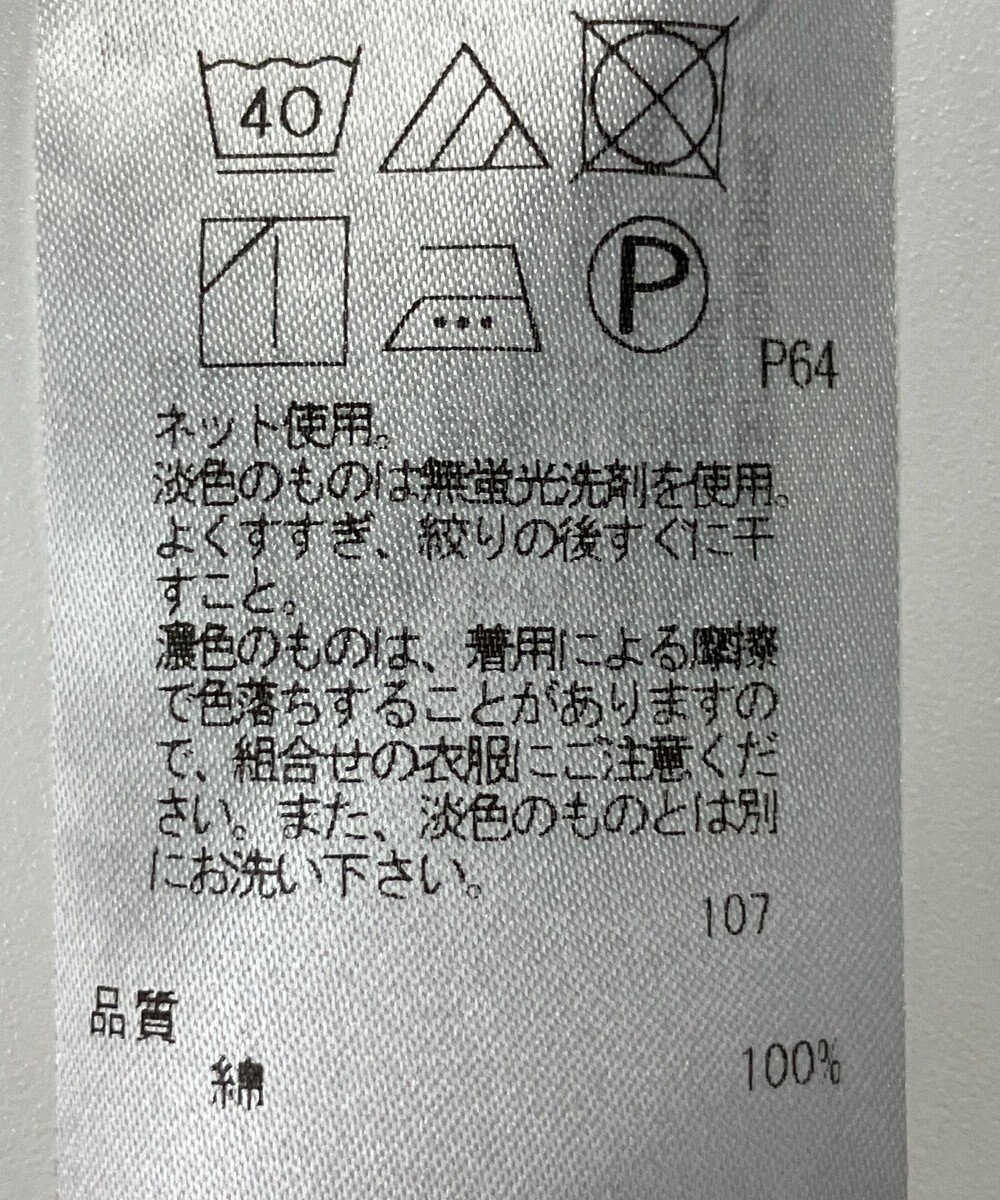 40
P
P64
ネット使用。
淡色のものは無蛍光洗剤を使用。
よくすすぎ、絞りの後すぐに干
すこと。
濃色のものは、着用による摩擦
で色落ちすることがありますの
で、組合せの衣服にご注意くだ
さい。また、淡色のものとは別
にお洗い下さい。
107
品質
綿 100%